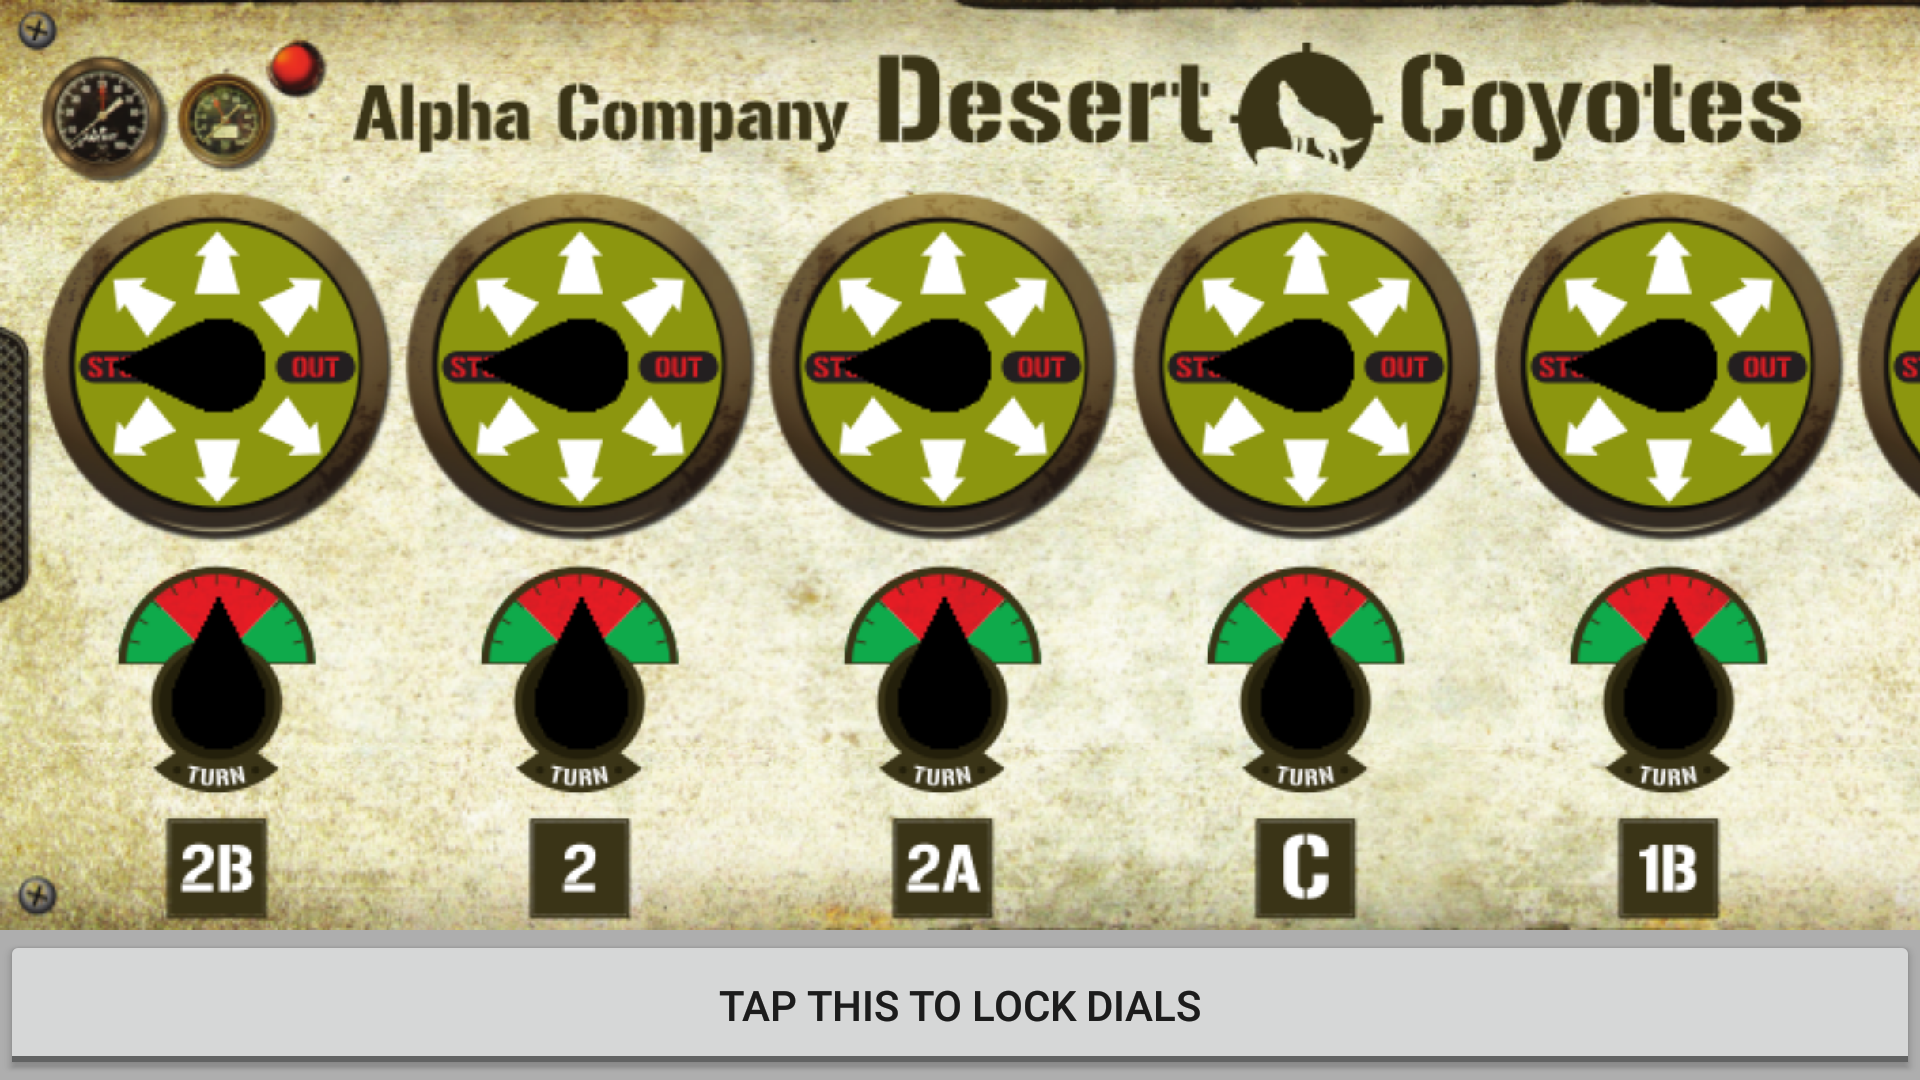 Alpha Company Desert Coyotes
OUT OUT OUT OUT OUT
TURN TURN TURN TURN TURN
2B 2 2A C 1B
TAP THIS TO LOCK DIALS